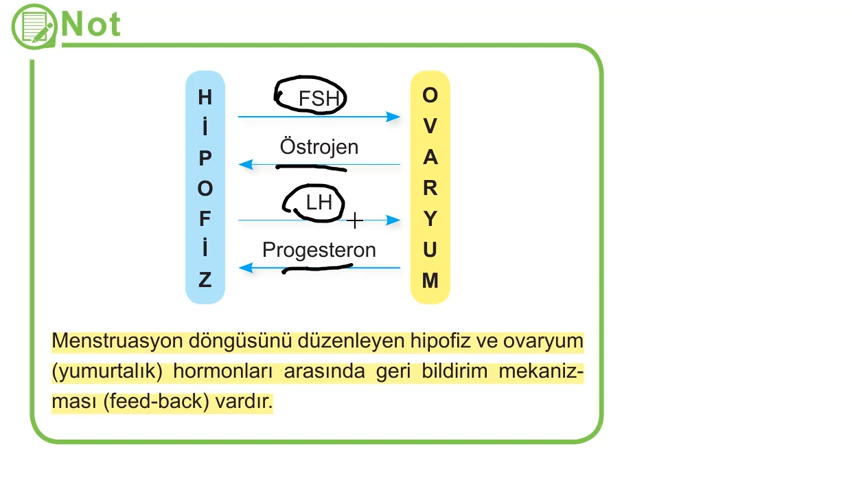 Not
HİPOFİZ
FSH
Östrojen
LH
Progesteron
OVARYUM
Menstruasyon döngüsünü düzenleyen hipofiz ve ovaryum
(yumurtalık) hormonları arasında geri bildirim mekaniz-
ması (feed-back) vardır.